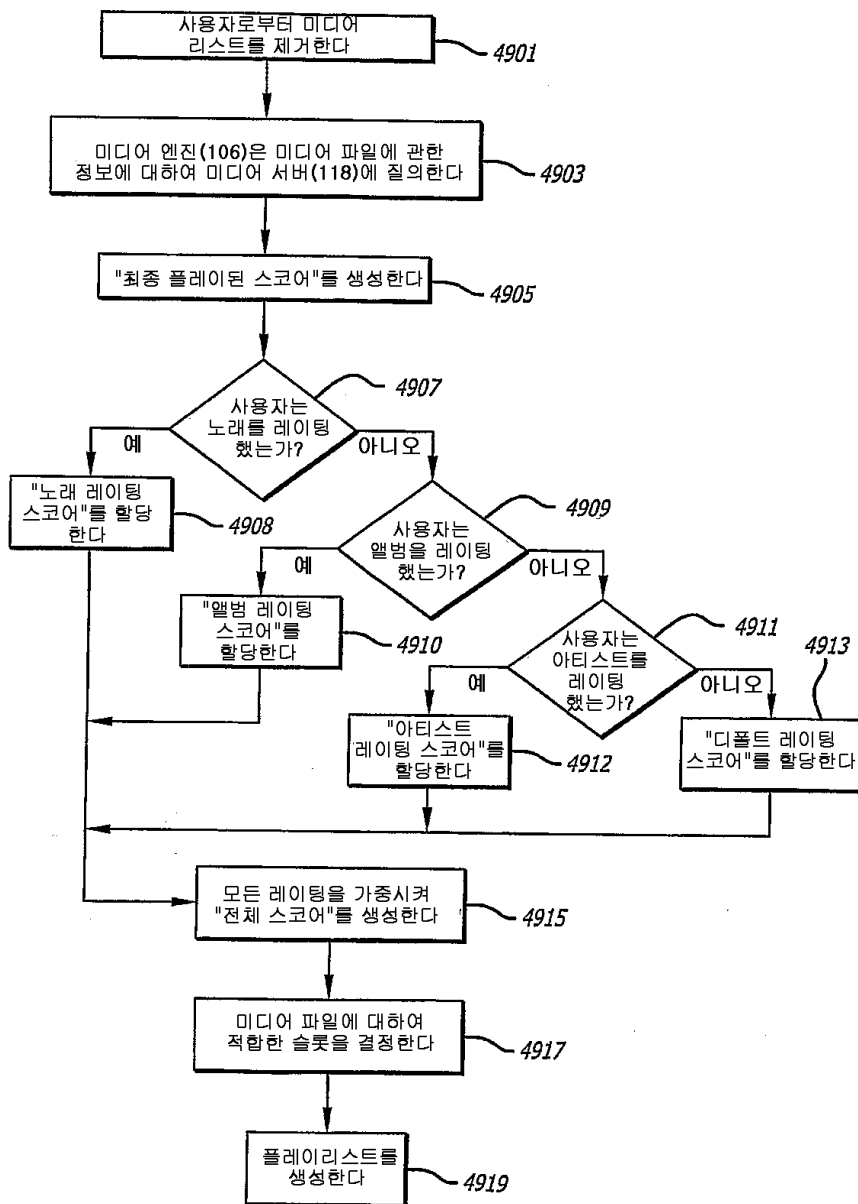 사용자로부터 미디어
리스트를 제거한다
4901
미디어 엔진(106)은 미디어 파일에 관한
정보에 대하여 미디어 서버(118)에 질의한다
4903
"최종 플레이된 스코어"를 생성한다
4905
4907
사용자는
노래를 레이팅
했는가?
예
아니오
"노래 레이팅
스코어"를 할당
한다
4908
4909
사용자는
앨범을 레이팅
했는가?
예
아니오
"앨범 레이팅
스코어"를
할당한다
4910
4911
사용자는
아티스트를
레이팅
했는가?
예
아니오
4913
"아티스트
레이팅 스코어"를
할당한다
4912
"디폴트 레이팅
스코어"를 할당한다
모든 레이팅을 가중시켜
"전체 스코어"를 생성한다
4915
미디어 파일에 대하여
적합한 슬롯을 결정한다
4917
플레이리스트를
생성한다
4919